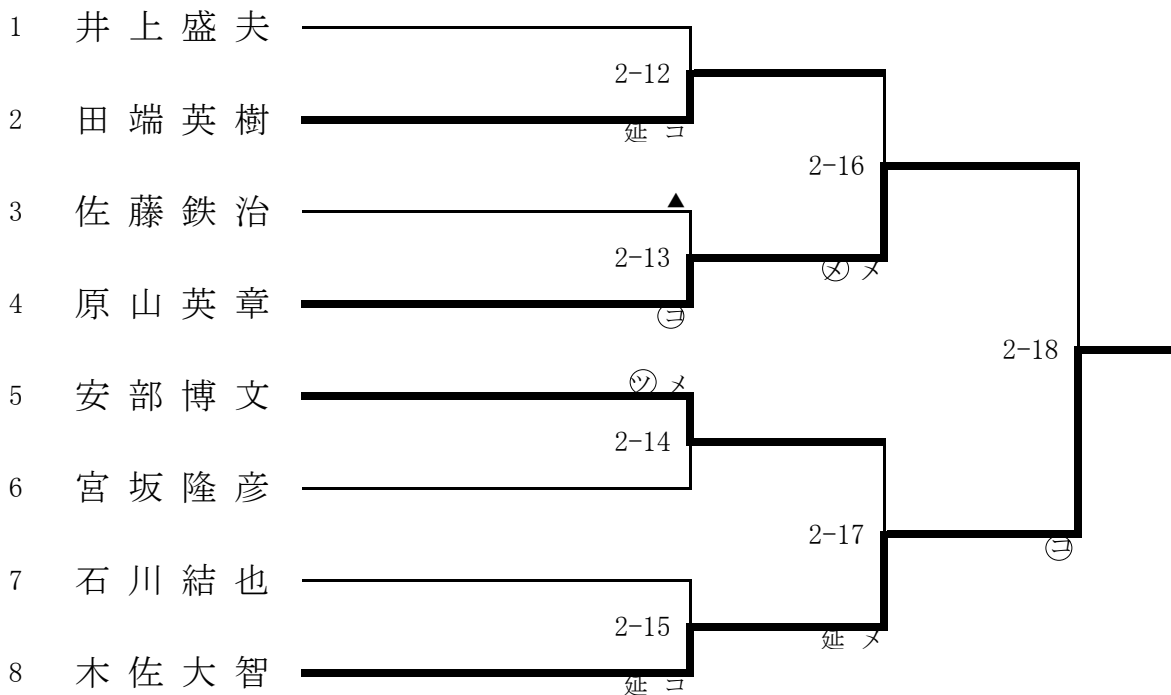 1 井上盛夫
2-12
2 田端英樹
延 コ
2-16
3 佐藤鉄治 ▲
2-13
㋱ メ
4 原山英章
㋙
2-18
5 安部博文
㋡ メ
2-14
6 宮坂隆彦
2-17
㋙
7 石川結也
2-15
延 メ
8 木佐大智
延 コ